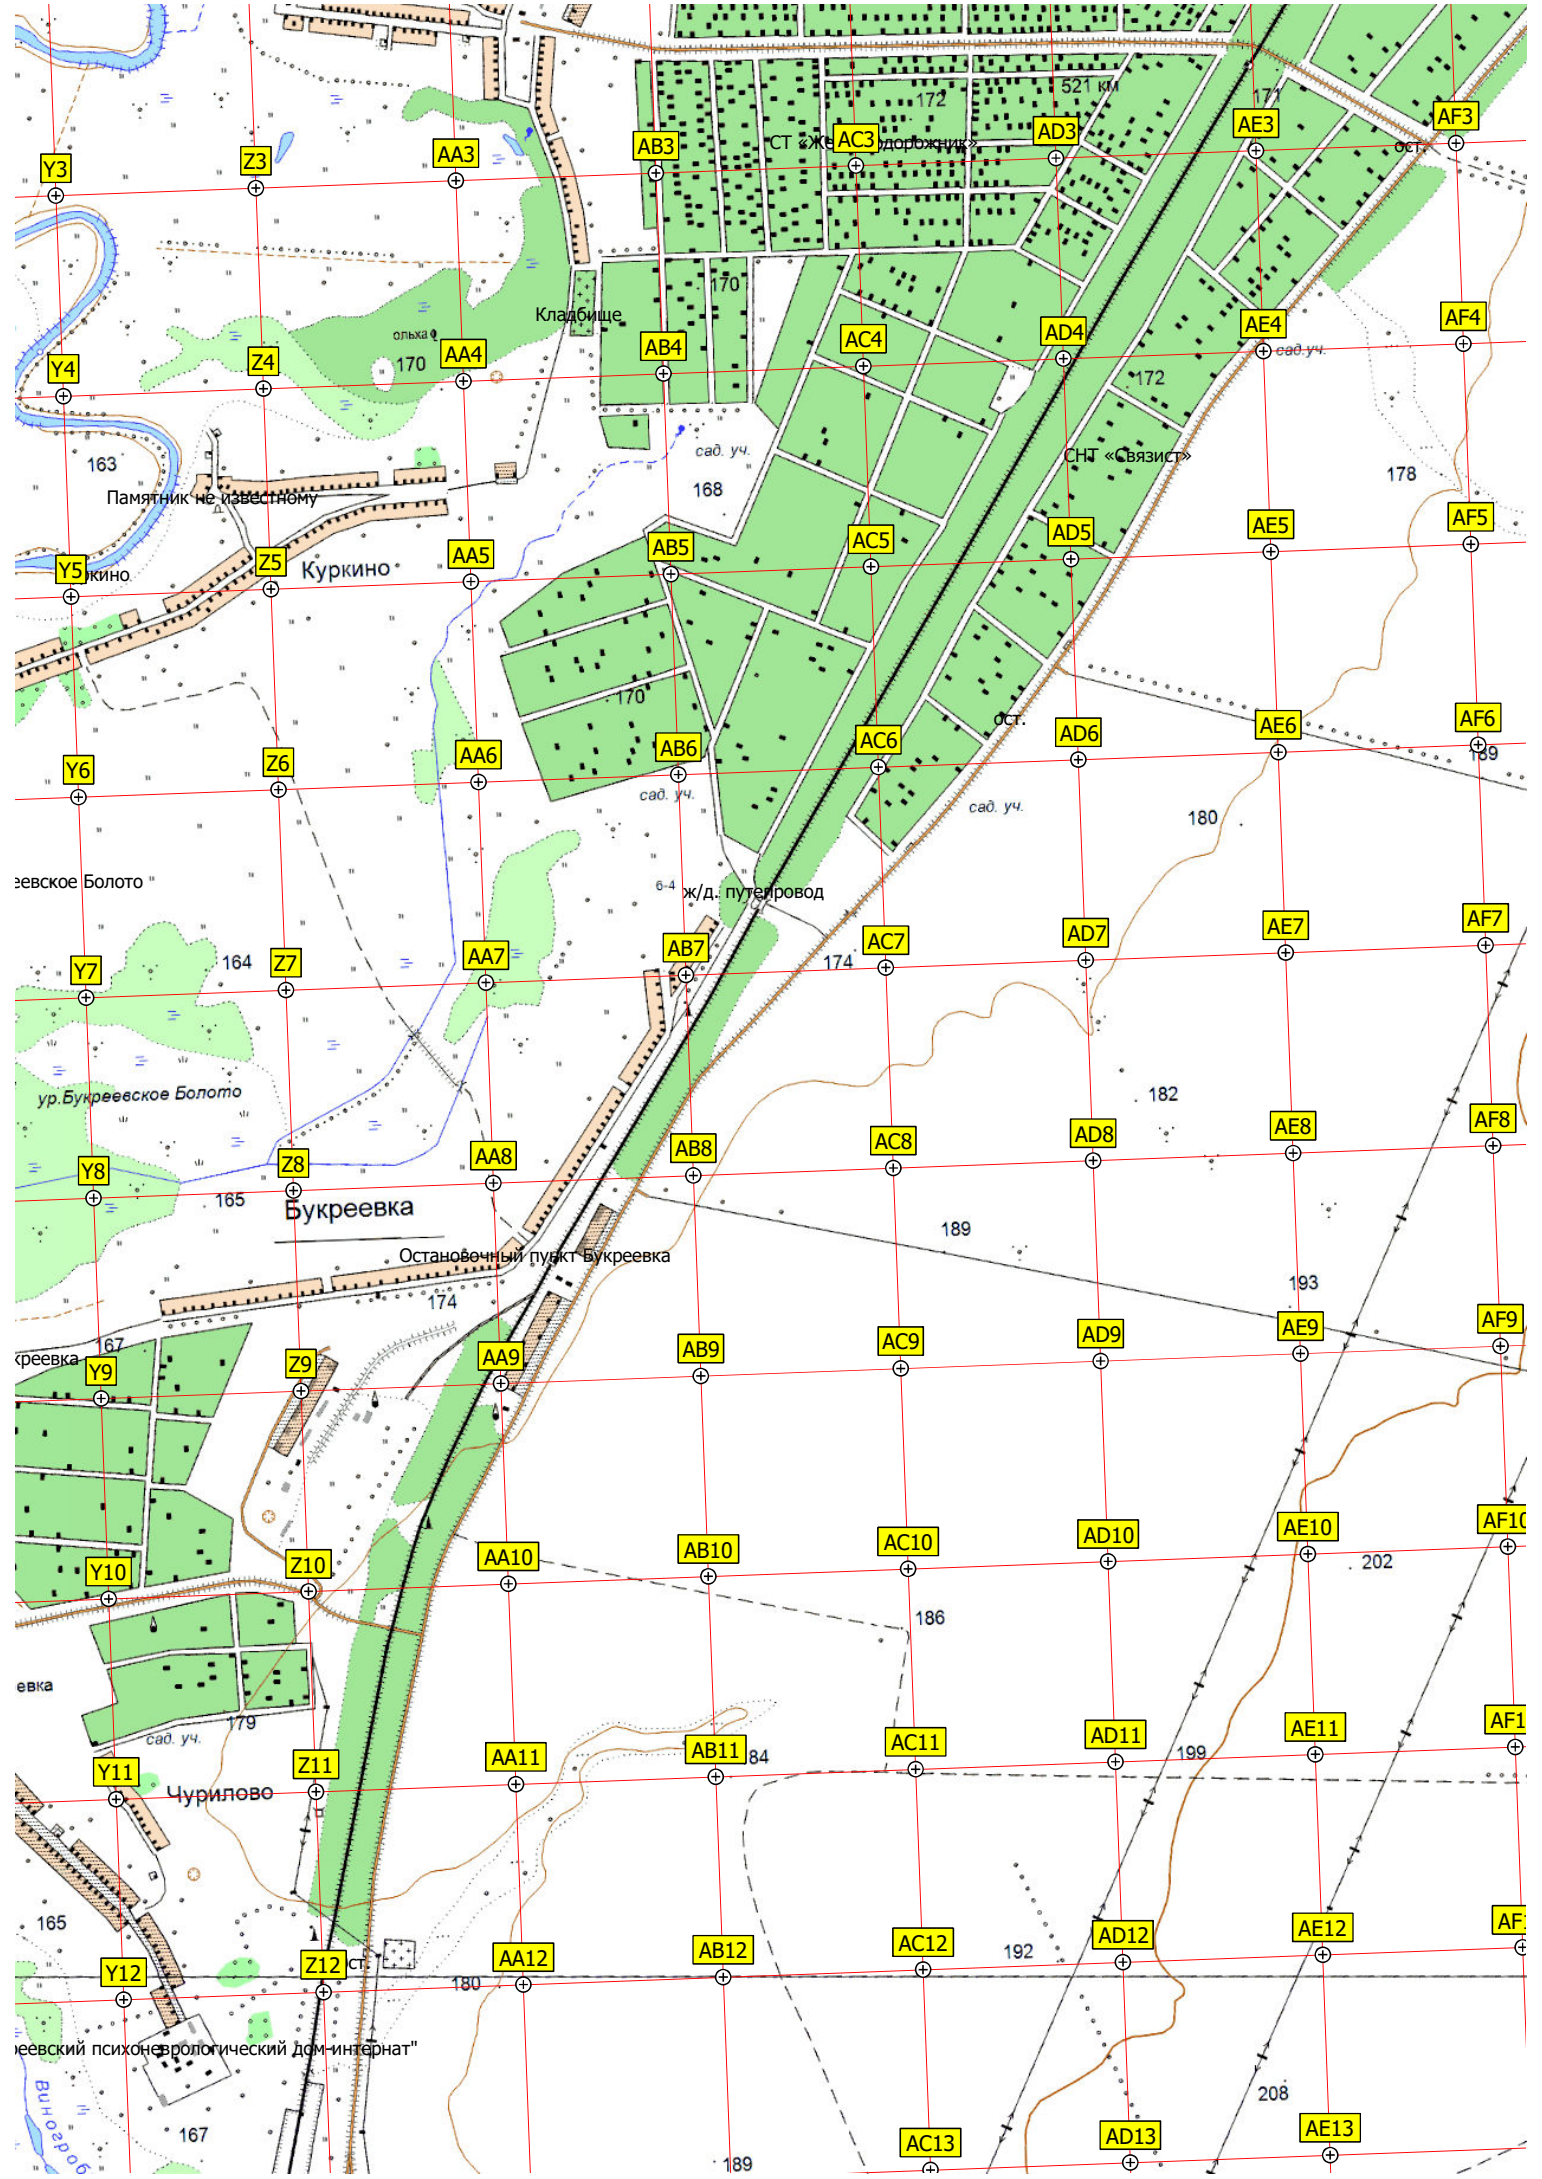 521 км
172
171
AF3
AE3
AD3
AC3
AB3
AA3
Z3
Y3
ост.
170
Кладбище
ольха
170
AF4
AE4
AD4
AC4
AB4
AA4
Z4
Y4
сад.уч.
172
163
сад. уч.
168
СНТ «Связист»
178
Памятник не известному
AF5
AE5
AD5
AC5
AB5
AA5
Z5
Y5
Куркино
170
ост.
AF6
AE6
AD6
AC6
AB6
AA6
Z6
Y6
189
сад. уч.
сад. уч.
180
еевское Болото
6-4
ж/д. путепровод
AF7
AE7
AD7
AC7
AB7
AA7
Z7
Y7
164
174
ур.Букреевское Болото
182
AF8
AE8
AD8
AC8
AB8
AA8
Z8
Y8
165
Букреевка
189
Остановочный пункт Букреевка
193
174
167
креевка
AF9
AE9
AD9
AC9
AB9
AA9
Z9
Y9
AF10
AE10
AD10
AC10
AB10
AA10
Z10
Y10
202
186
евка
179
сад. уч.
AF1
AE11
AD11
AC11
AB11
AA11
Z11
Y11
84
199
Чурилово
165
AE12
AD12
AC12
AB12
AA12
Z12
Y12
192
180
реевский психоневрологический дом-интернат"
208
Виногроб
167
AE13
AD13
AC13
189